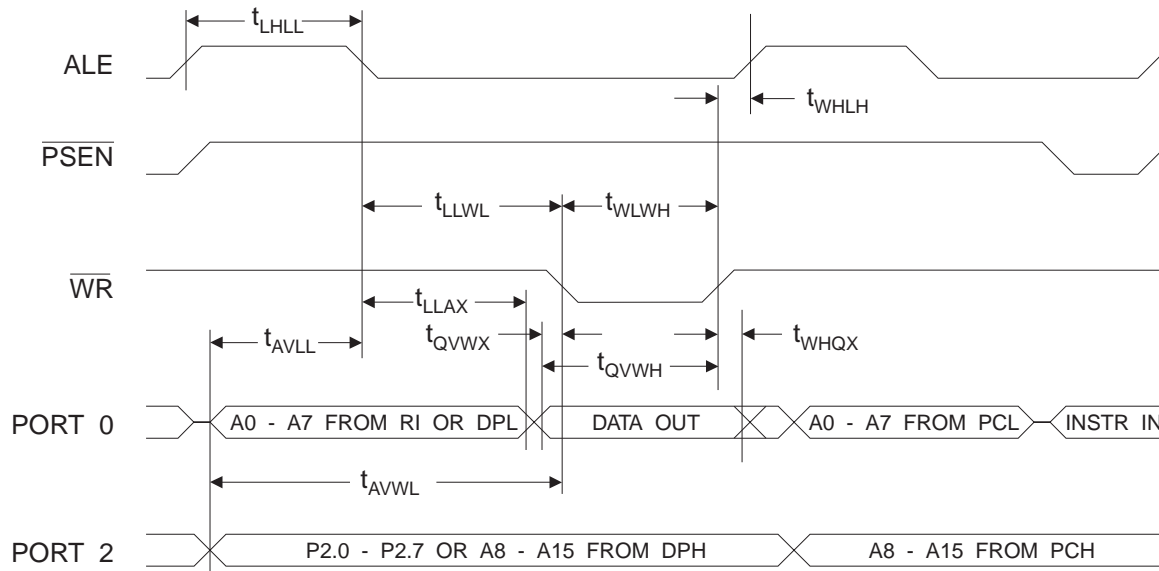 tLHLL
ALE
tWHLH
PSEN
tLLWL
tWLWH
WR
tLLAX
tQVWX
tWHQX
tAVLL
tQVWH
PORT 0
A0 - A7 FROM RI OR DPL
DATA OUT
A0 - A7 FROM PCL
INSTR IN
tAVWL
PORT 2
P2.0 - P2.7 OR A8 - A15 FROM DPH
A8 - A15 FROM PCH